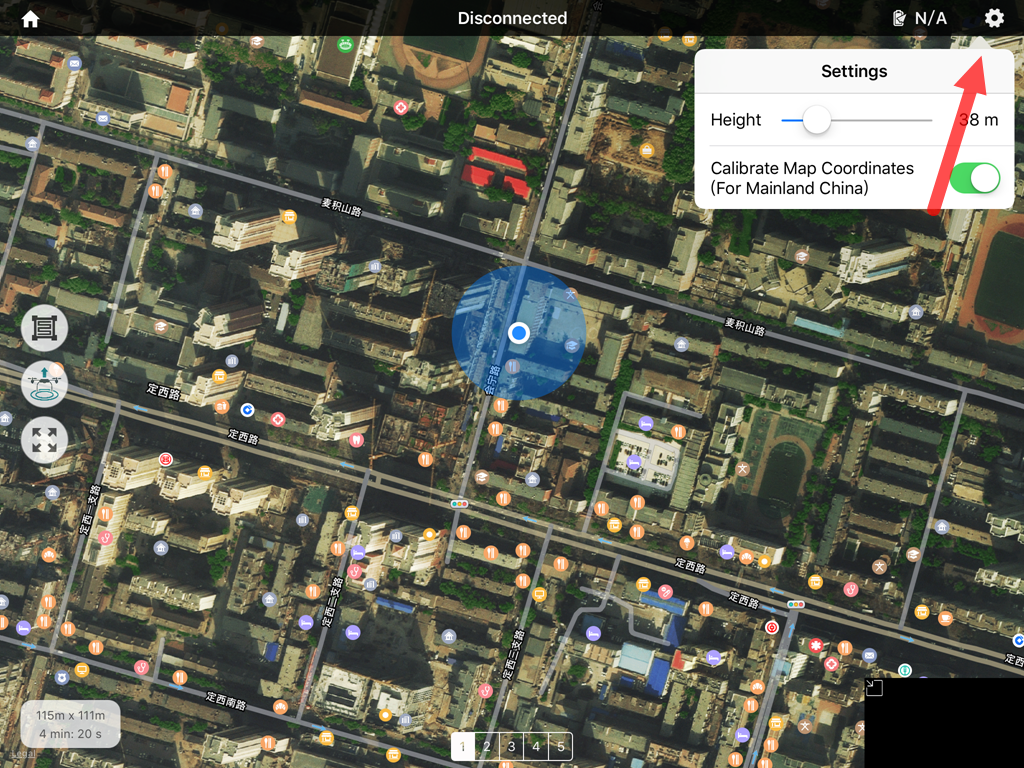 Disconnected
N/A
Settings
Height
38 m
Calibrate Map Coordinates
(For Mainland China)
麦积山路
麦积山路
会宁路
定西路
定西路
定西一支路
定西二支路
定西三支路
定西路
定西路
定西南路
115m x 111m
4 min: 20 s
Legal
1 2 3 4 5